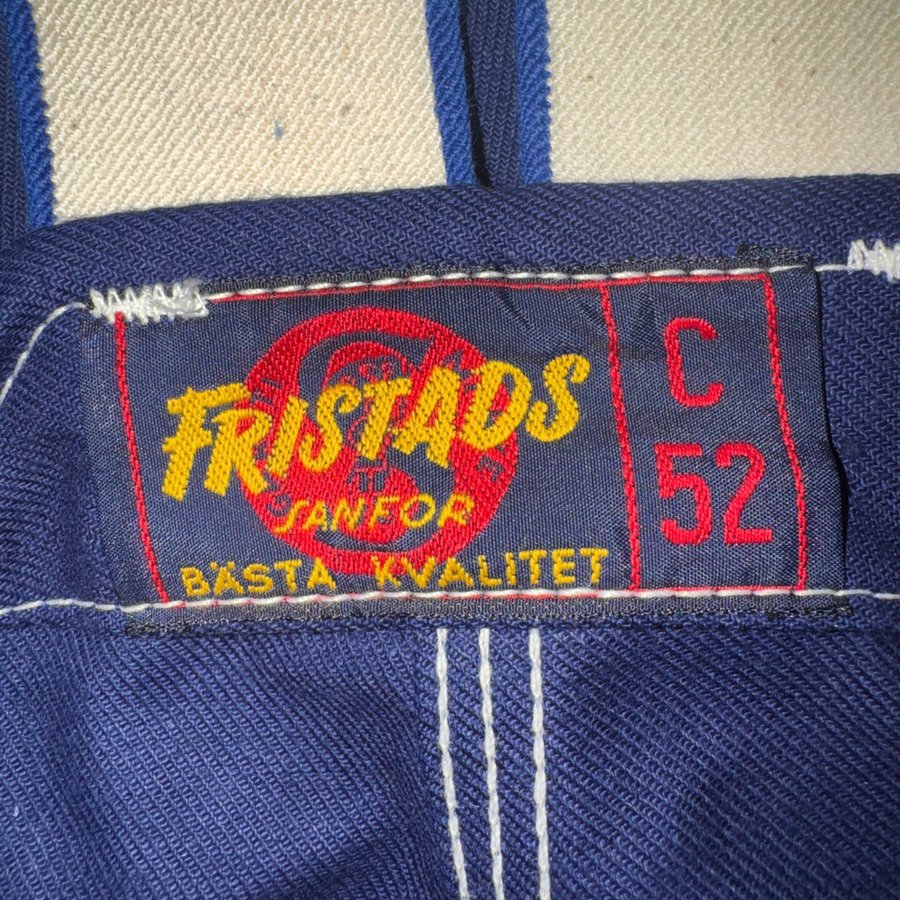 FRISTADS
SANFOR
BÄSTA KVALITET
C
52